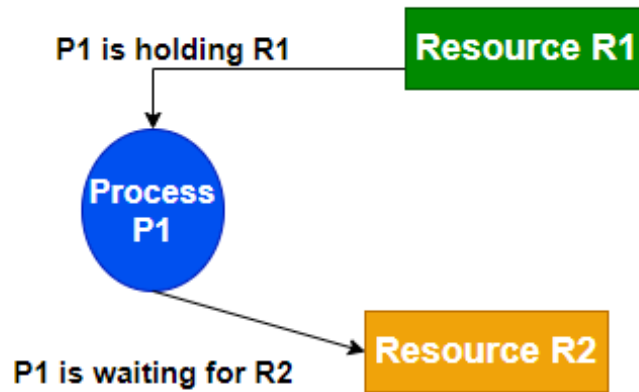 P1 is holding R1
Resource R1
Process
P1
Resource R2
P1 is waiting for R2